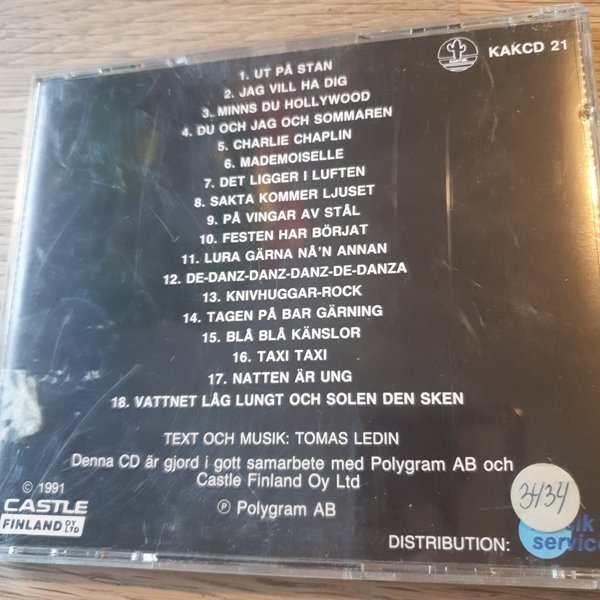 KAKTUS
KAKCD 21
1. UT PÅ STAN
2. JAG VILL HA DIG
3. MINNS DU HOLLYWOOD
4. DU OCH JAG OCH SOMMAREN
5. CHARLIE CHAPLIN
6. MADEMOISELLE
7. DET LIGGER I LUFTEN
8. SAKTA KOMMER LJUSET
9. PÅ VINGAR AV STÅL
10. FESTEN HAR BÖRJAT
11. LURA GÄRNA NÅ'N ANNAN
12. DE-DANZ-DANZ-DANZ-DE-DANZA
13. KNIVHUGGAR-ROCK
14. TAGEN PÅ BAR GÄRNING
15. BLÅ BLÅ KÄNSLOR
16. TAXI TAXI
17. NATTEN ÄR UNG
18. VATTNET LÅG LUNGT OCH SOLEN DEN SKEN
TEXT OCH MUSIK: TOMAS LEDIN
Denna CD är gjord i gott samarbete med Polygram AB och
Castle Finland Oy Ltd
© 1991
CASTLE
FINLAND OY LTD
℗ Polygram AB
3434
DISTRIBUTION:
service